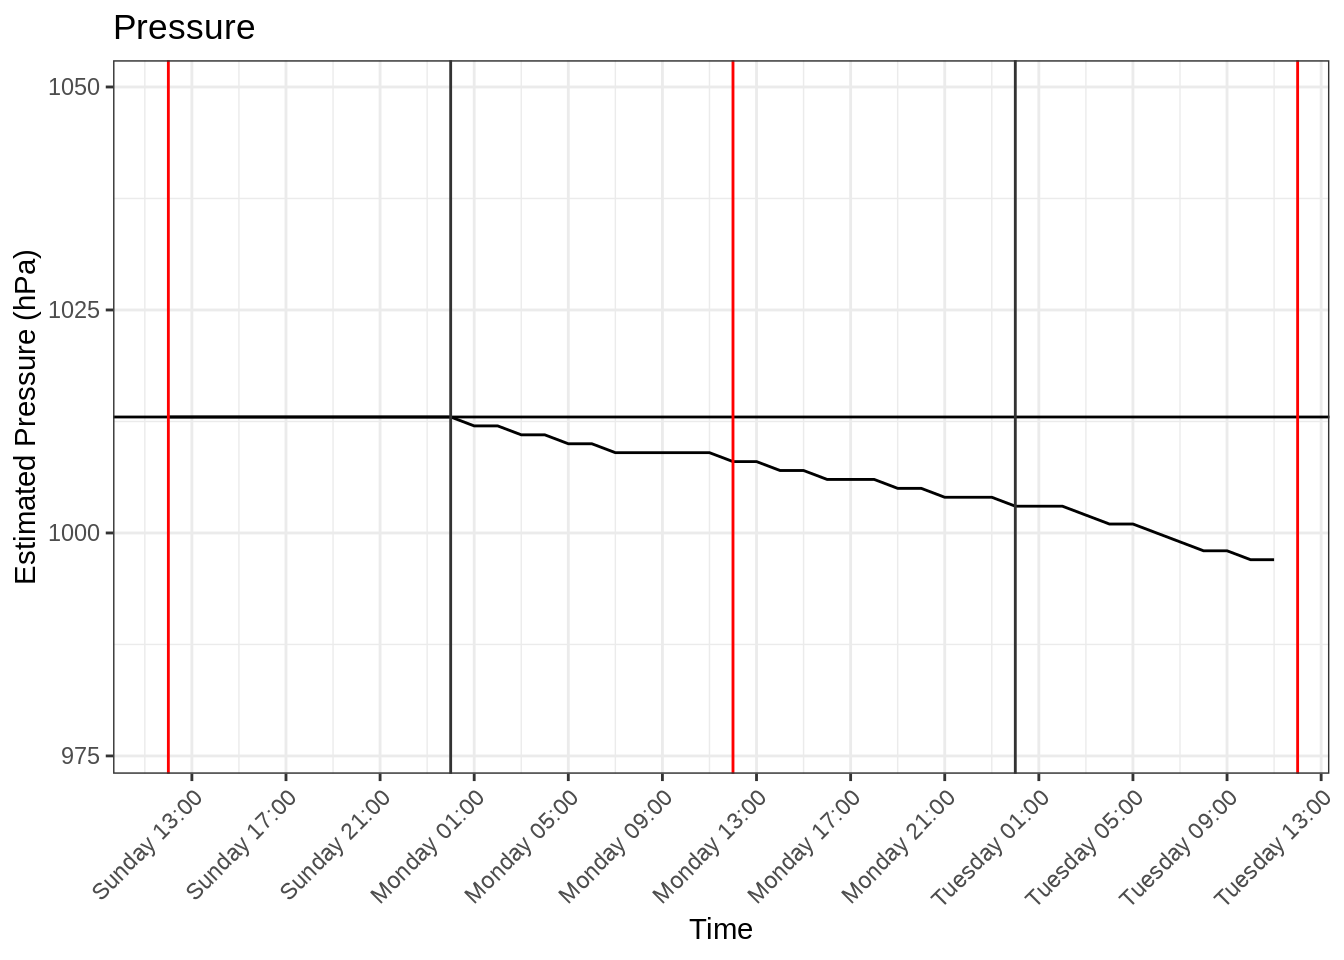 Pressure
Estimated Pressure (hPa)
1050
1025
1000
975
Sunday 13:00
Sunday 17:00
Sunday 21:00
Monday 01:00
Monday 05:00
Monday 09:00
Monday 13:00
Monday 17:00
Monday 21:00
Tuesday 01:00
Tuesday 05:00
Tuesday 09:00
Tuesday 13:00
Time